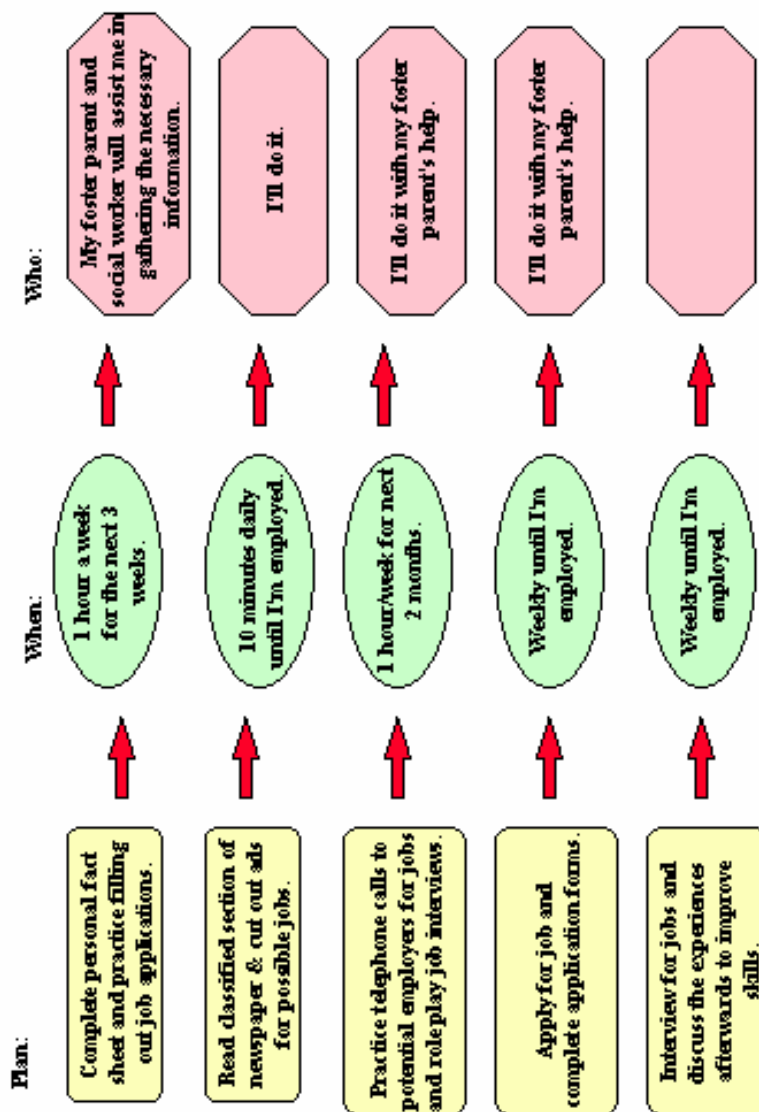 Plan:
When:
Who:
Complete personal fact
sheet and practice filling
out job applications.
1 hour a week
for the next 3
weeks.
My foster parent and
social worker will assist me in
gathering the necessary
information.
Read classified section of
newspaper & cut out ads
for possible jobs.
10 minutes daily
until I'm employed.
I'll do it.
Practice telephone calls to
potential employers for jobs
and role play job interviews.
1 hour/week for next
2 months.
I'll do it with my foster
parent's help.
Apply for job and
complete application forms.
Weekly until I'm
employed.
I'll do it with my foster
parent's help.
Interview for jobs and
discuss the experiences
afterwards to improve
skills.
Weekly until I'm
employed.